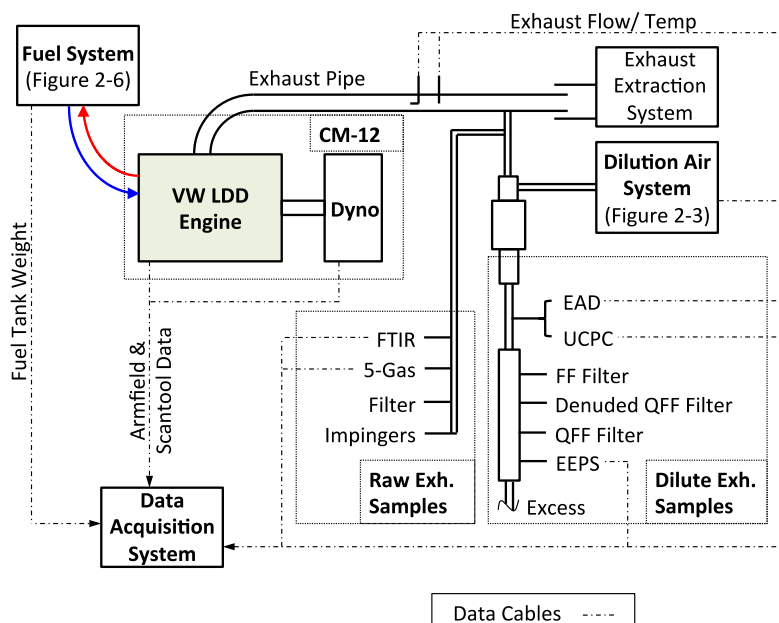 Exhaust Flow/ Temp
Fuel System
(Figure 2-6)
Exhaust Pipe
Exhaust
Extraction
System
CM-12
VW LDD
Engine
Dyno
Dilution Air
System
(Figure 2-3)
Fuel Tank Weight
Armfield &
Scantool Data
EAD
UCPC
FTIR
5-Gas
Filter
Impingers
FF Filter
Denuded QFF Filter
QFF Filter
EEPS
Raw Exh.
Samples
Dilute Exh.
Samples
Excess
Data
Acquisition
System
Data Cables